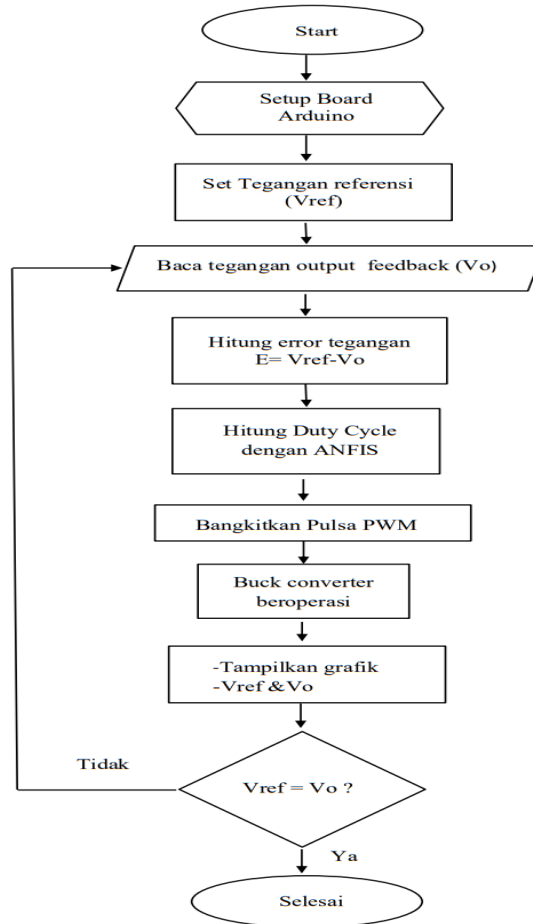 Start
Setup Board
Arduino
Set Tegangan referensi
(Vref)
Baca tegangan output feedback (Vo)
Hitung error tegangan
E= Vref-Vo
Hitung Duty Cycle
dengan ANFIS
Bangkitkan Pulsa PWM
Buck converter
beroperasi
-Tampilkan grafik
-Vref &Vo
Tidak
Vref = Vo ?
Ya
Selesai